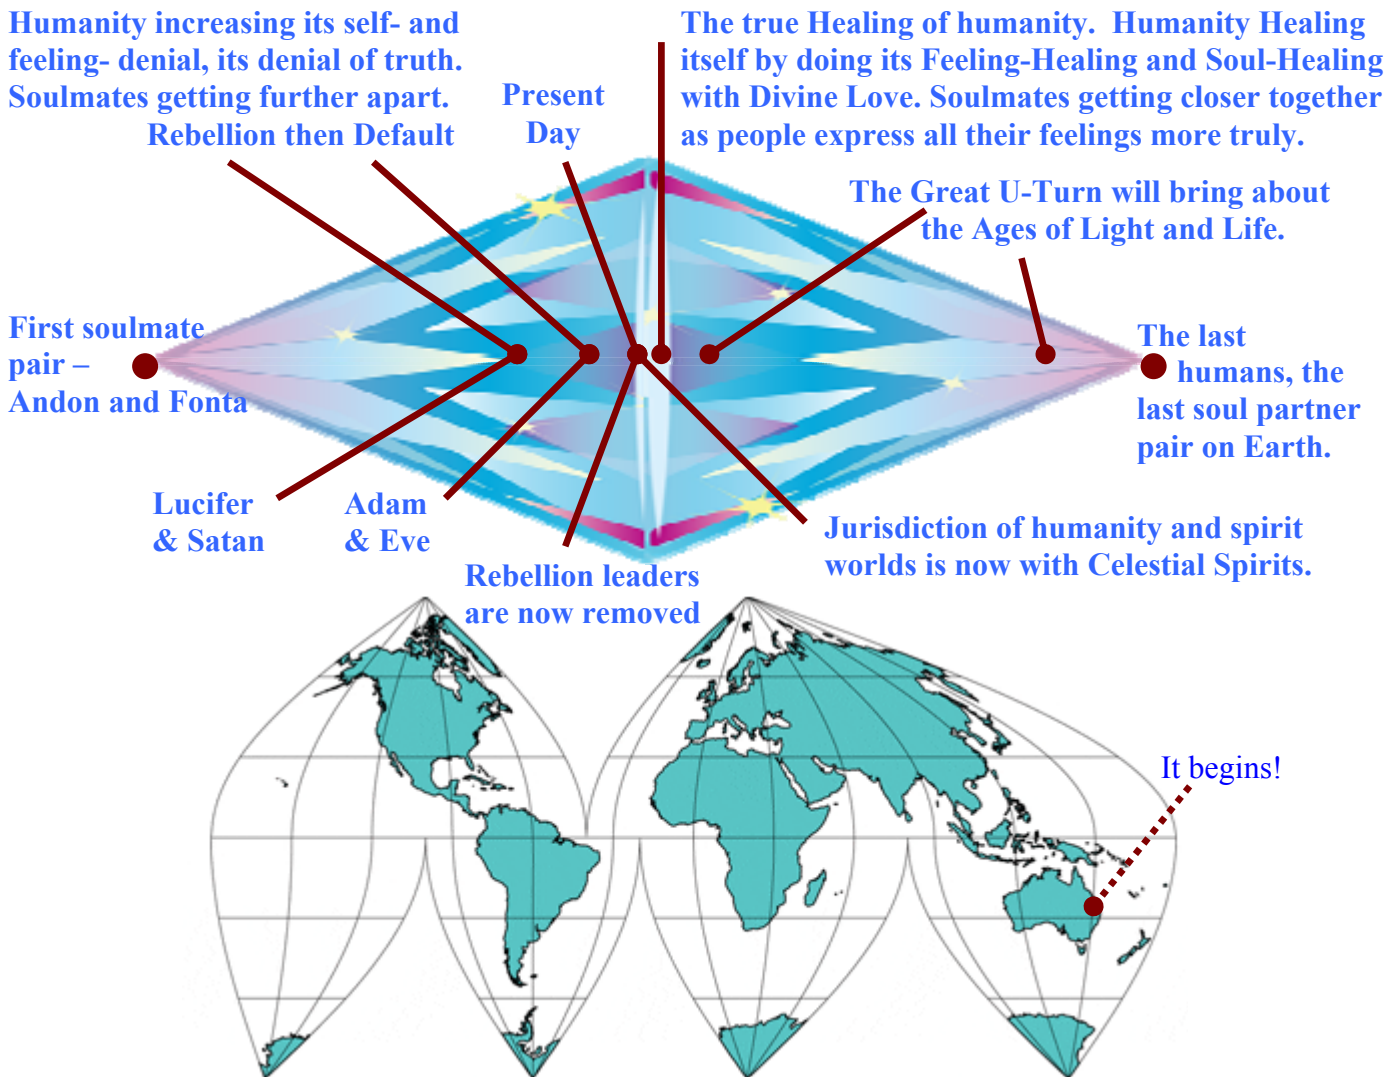 Humanity increasing its self- and
feeling- denial, its denial of truth.
Soulmates getting further apart.
Rebellion then Default
Present
Day
The true Healing of humanity.  Humanity Healing
itself by doing its Feeling-Healing and Soul-Healing
with Divine Love. Soulmates getting closer together
as people express all their feelings more truly.
The Great U-Turn will bring about
the Ages of Light and Life.
First soulmate
pair –
Andon and Fonta
The last
humans, the
last soul partner
pair on Earth.
Lucifer
& Satan
Adam
& Eve
Rebellion leaders
are now removed
Jurisdiction of humanity and spirit
worlds is now with Celestial Spirits.
It begins!